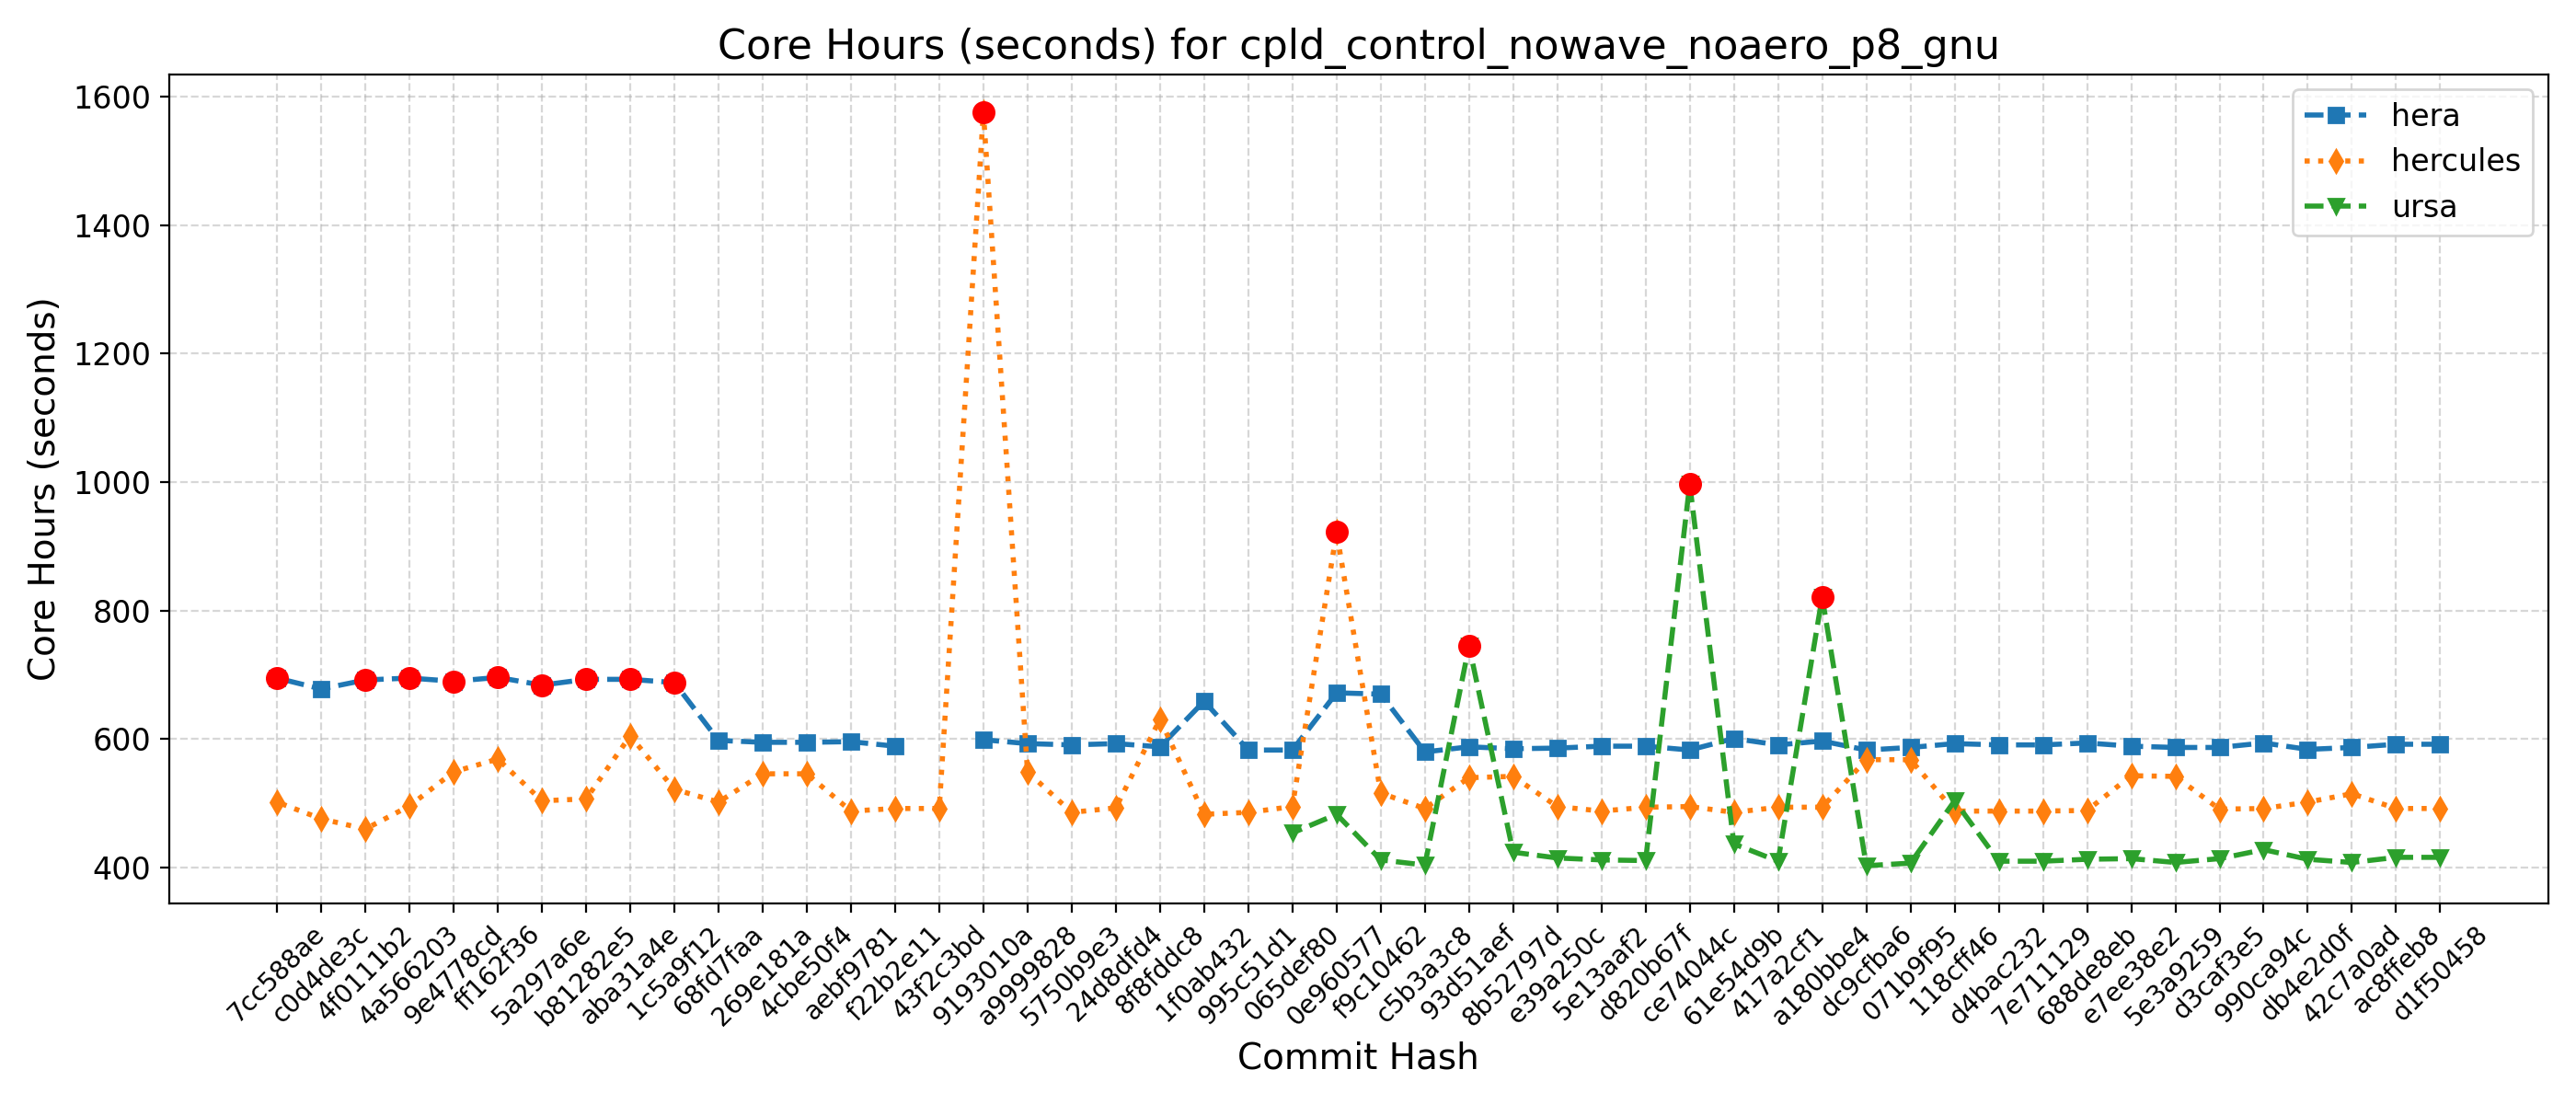 Core Hours (seconds) for cpld_control_nowave_noaero_p8_gnu
Core Hours (seconds)
1600
1400
1200
1000
800
600
400
hera
hercules
ursa
7cc588ae
c0d4de3c
4f0111b2
4a566203
9e4778cd
ff162f36
5a297a6e
b81282e5
aba31a4e
1c5a9f12
68fd7faa
269e181a
4cbe50f4
aebf9781
f22b2e11
43f2c3bd
9193010a
a9999828
5750b9e3
24d8dfd4
8f8fddc8
1f0ab432
995c51d1
065def80
0e960577
f9c10462
c5b3a3c8
93d51aef
8b52797d
e39a250c
5e13aaf2
d820b67f
ce74044c
61e54d9b
417a2cf1
a180bbe4
dc9cfba6
071b9f95
118cff46
d4bac232
7e711129
688de8eb
e7ee38e2
5e3a9259
d3caf3e5
990ca94c
db4e2d0f
42c7a0ad
ac8ffeb8
d1f50458
Commit Hash